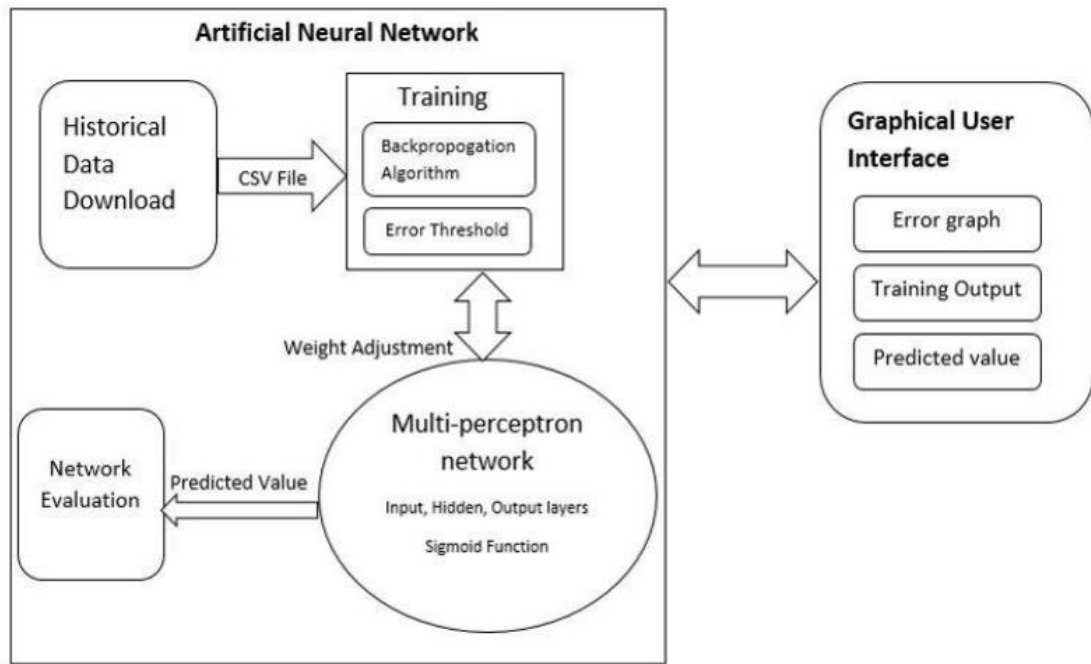 Artificial Neural Network
Historical
Data
Download
CSV File
Training
Backpropogation
Algorithm
Error Threshold
Weight Adjustment
Multi-perceptron
network
Input, Hidden, Output layers
Sigmoid Function
Predicted Value
Network
Evaluation
Graphical User
Interface
Error graph
Training Output
Predicted value